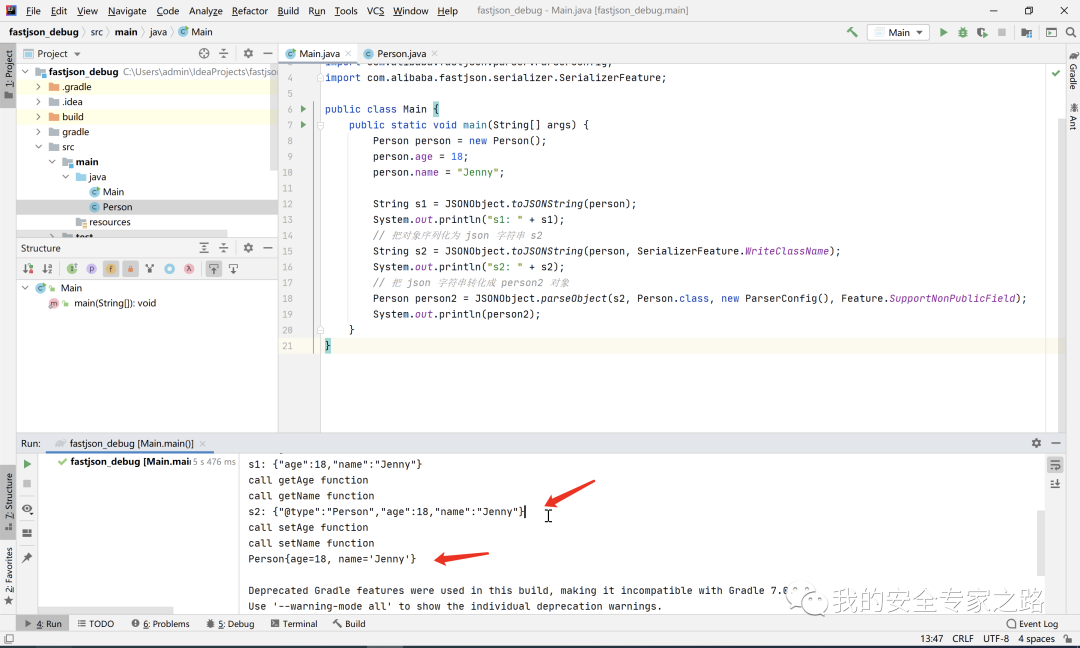 File Edit View Navigate Code Analyze Refactor Build Run Tools VCS Window Help fastjson_debug - Main.java [fastjson_debug.main]
fastjson_debug src main java Main
Main
Project
Main.java
Person.java
1: Project
fastjson_debug C:\Users\admin\IdeaProjects\fastjso
.gradle
.idea
build
gradle
src
main
java
Main
Person
resources
test
Structure
Main
main(String[]): void
4 import com.alibaba.fastjson.serializer.SerializerFeature;
5
6 public class Main {
7 public static void main(String[] args) {
8 Person person = new Person();
9 person.age = 18;
10 person.name = "Jenny";
11
12 String s1 = JSONObject.toJSONString(person);
13 System.out.println("s1: " + s1);
14 // 把对象序列化为 json 字符串 s2
15 String s2 = JSONObject.toJSONString(person, SerializerFeature.WriteClassName);
16 System.out.println("s2: " + s2);
17 // 把 json 字符串转化成 person2 对象
18 Person person2 = JSONObject.parseObject(s2, Person.class, new ParserConfig(), Feature.SupportNonPublicField);
19 System.out.println(person2);
20 }
21 }
Gradle
Ant
Run: fastjson_debug [Main.main()]
fastjson_debug [Main.mai 5 s 476 ms
s1: {"age":18,"name":"Jenny"}
call getAge function
call getName function
s2: {"@type":"Person","age":18,"name":"Jenny"}
call setAge function
call setName function
Person{age=18, name='Jenny'}
Deprecated Gradle features were used in this build, making it incompatible with Gradle 7.0
Use '--warning-mode all' to show the individual deprecation warnings.
7: Structure
2: Favorites
我的安全专家之路
4: Run TODO 6: Problems 5: Debug Terminal Build Event Log
13:47 CRLF UTF-8 4 spaces